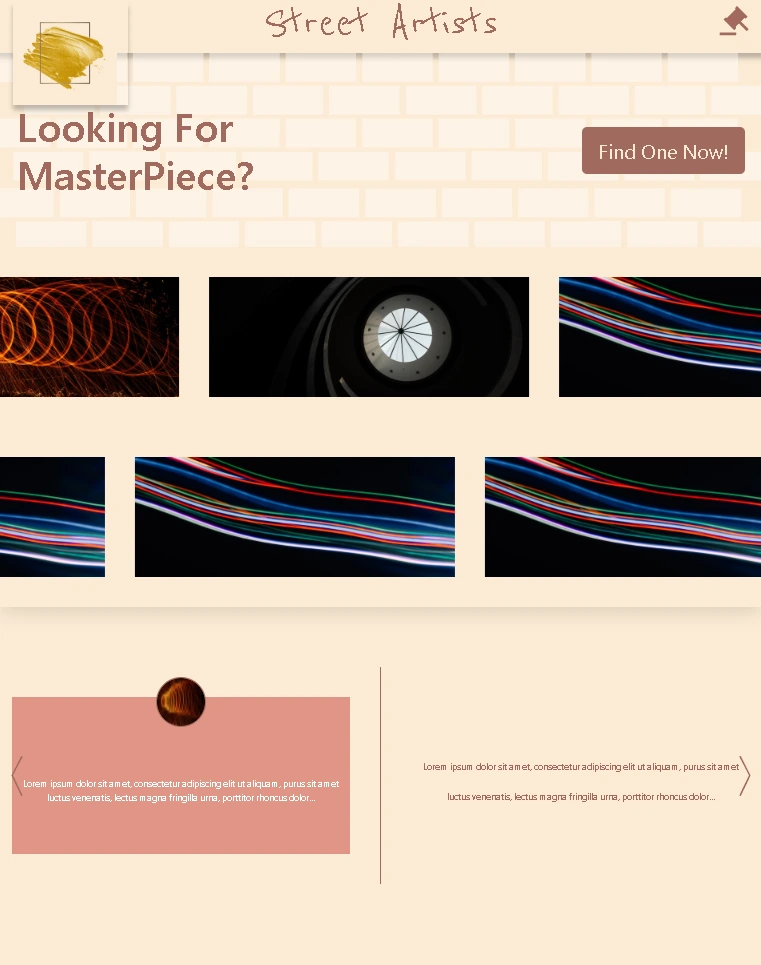 Street Artists
Looking For
MasterPiece?
Find One Now!
Lorem ipsum dolor sit amet, consectetur adipiscing elit ut aliquam, purus sit amet
luctus venenatis, lectus magna fringilla urna, porttitor rhoncus dolor...
Lorem ipsum dolor sit amet, consectetur adipiscing elit ut aliquam, purus sit amet
luctus venenatis, lectus magna fringilla urna, porttitor rhoncus dolor...